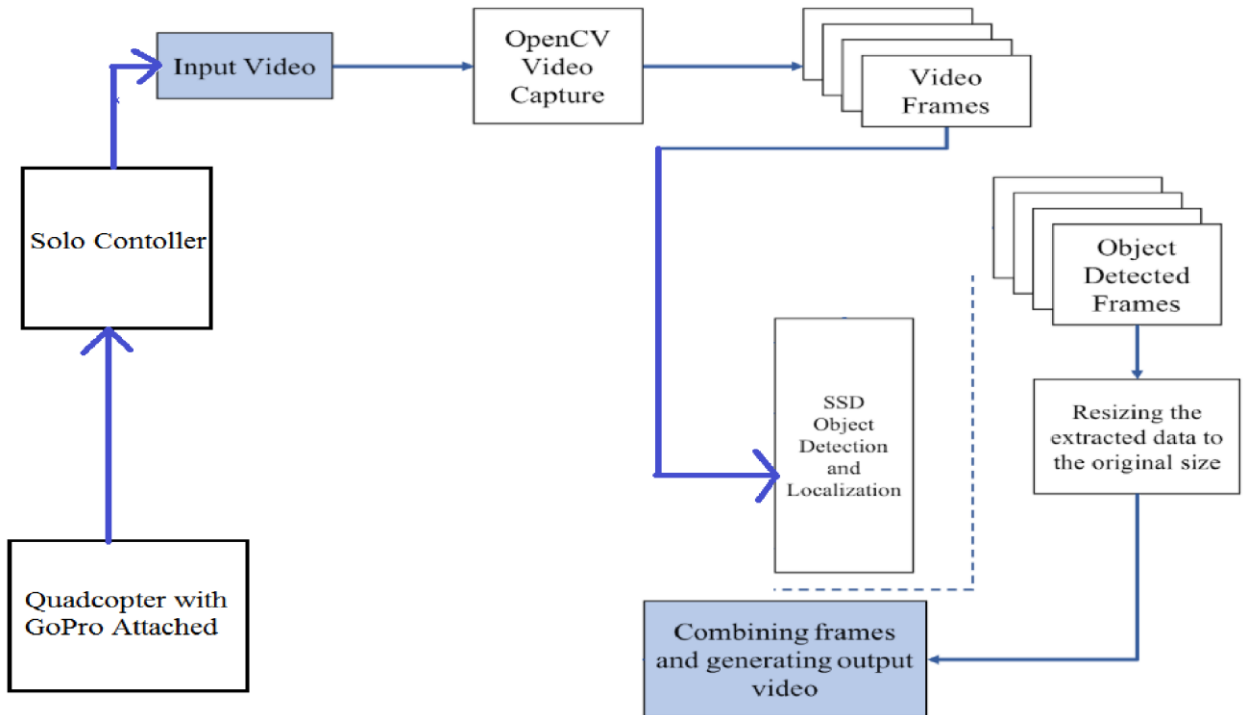 Input Video
OpenCV
Video
Capture
Video
Frames
Solo Contoller
Object
Detected
Frames
SSD
Object
Detection
and
Localization
Resizing the
extracted data to
the original size
Quadcopter with
GoPro Attached
Combining frames
and generating output
video